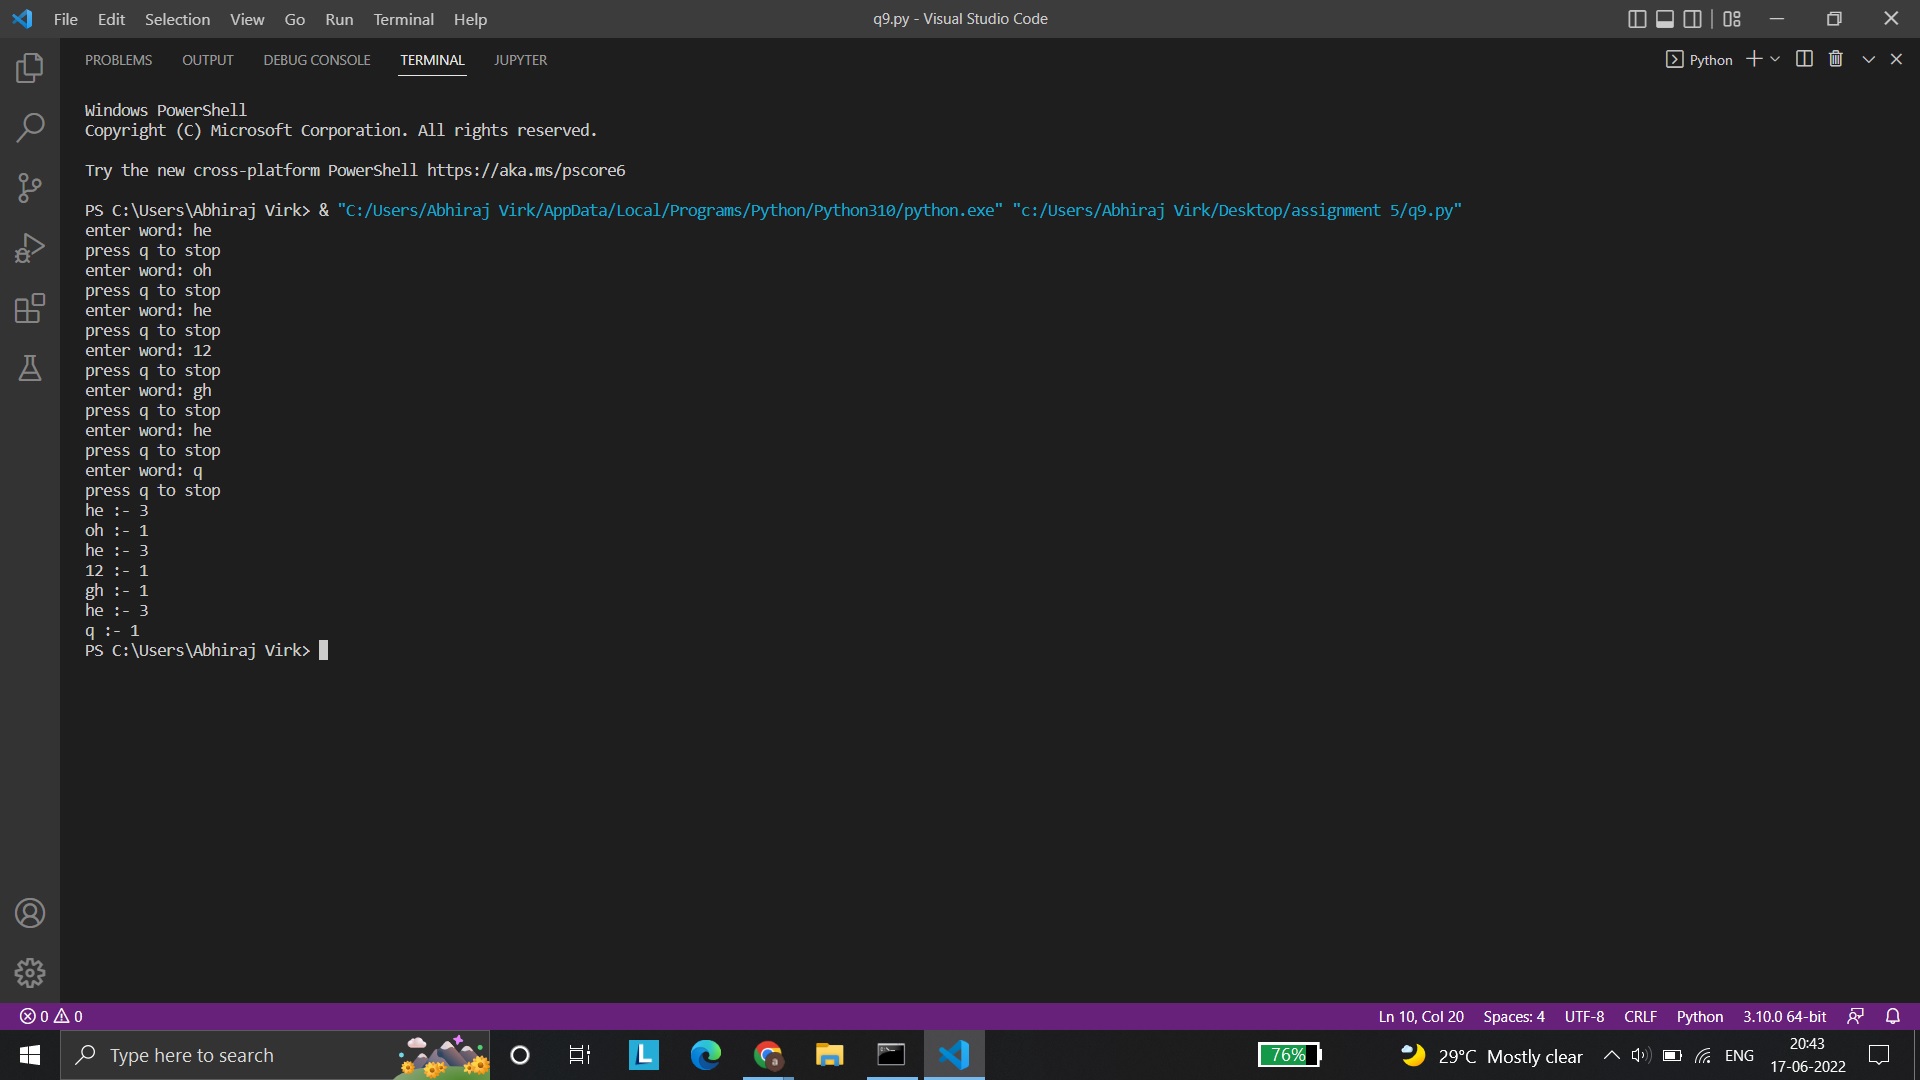 File Edit Selection View Go Run Terminal Help q9.py - Visual Studio Code
PROBLEMS OUTPUT DEBUG CONSOLE TERMINAL JUPYTER Python
Windows PowerShell
Copyright (C) Microsoft Corporation. All rights reserved.
Try the new cross-platform PowerShell https://aka.ms/pscore6
PS C:\Users\Abhiraj Virk> & "C:/Users/Abhiraj Virk/AppData/Local/Programs/Python/Python310/python.exe" "c:/Users/Abhiraj Virk/Desktop/assignment 5/q9.py"
enter word: he
press q to stop
enter word: oh
press q to stop
enter word: he
press q to stop
enter word: 12
press q to stop
enter word: gh
press q to stop
enter word: he
press q to stop
enter word: q
press q to stop
he :- 3
oh :- 1
he :- 3
12 :- 1
gh :- 1
he :- 3
q :- 1
PS C:\Users\Abhiraj Virk>
0 0 Ln 10, Col 20 Spaces: 4 UTF-8 CRLF Python 3.10.0 64-bit
Type here to search L a 76% 29°C Mostly clear ENG 20:43
17-06-2022